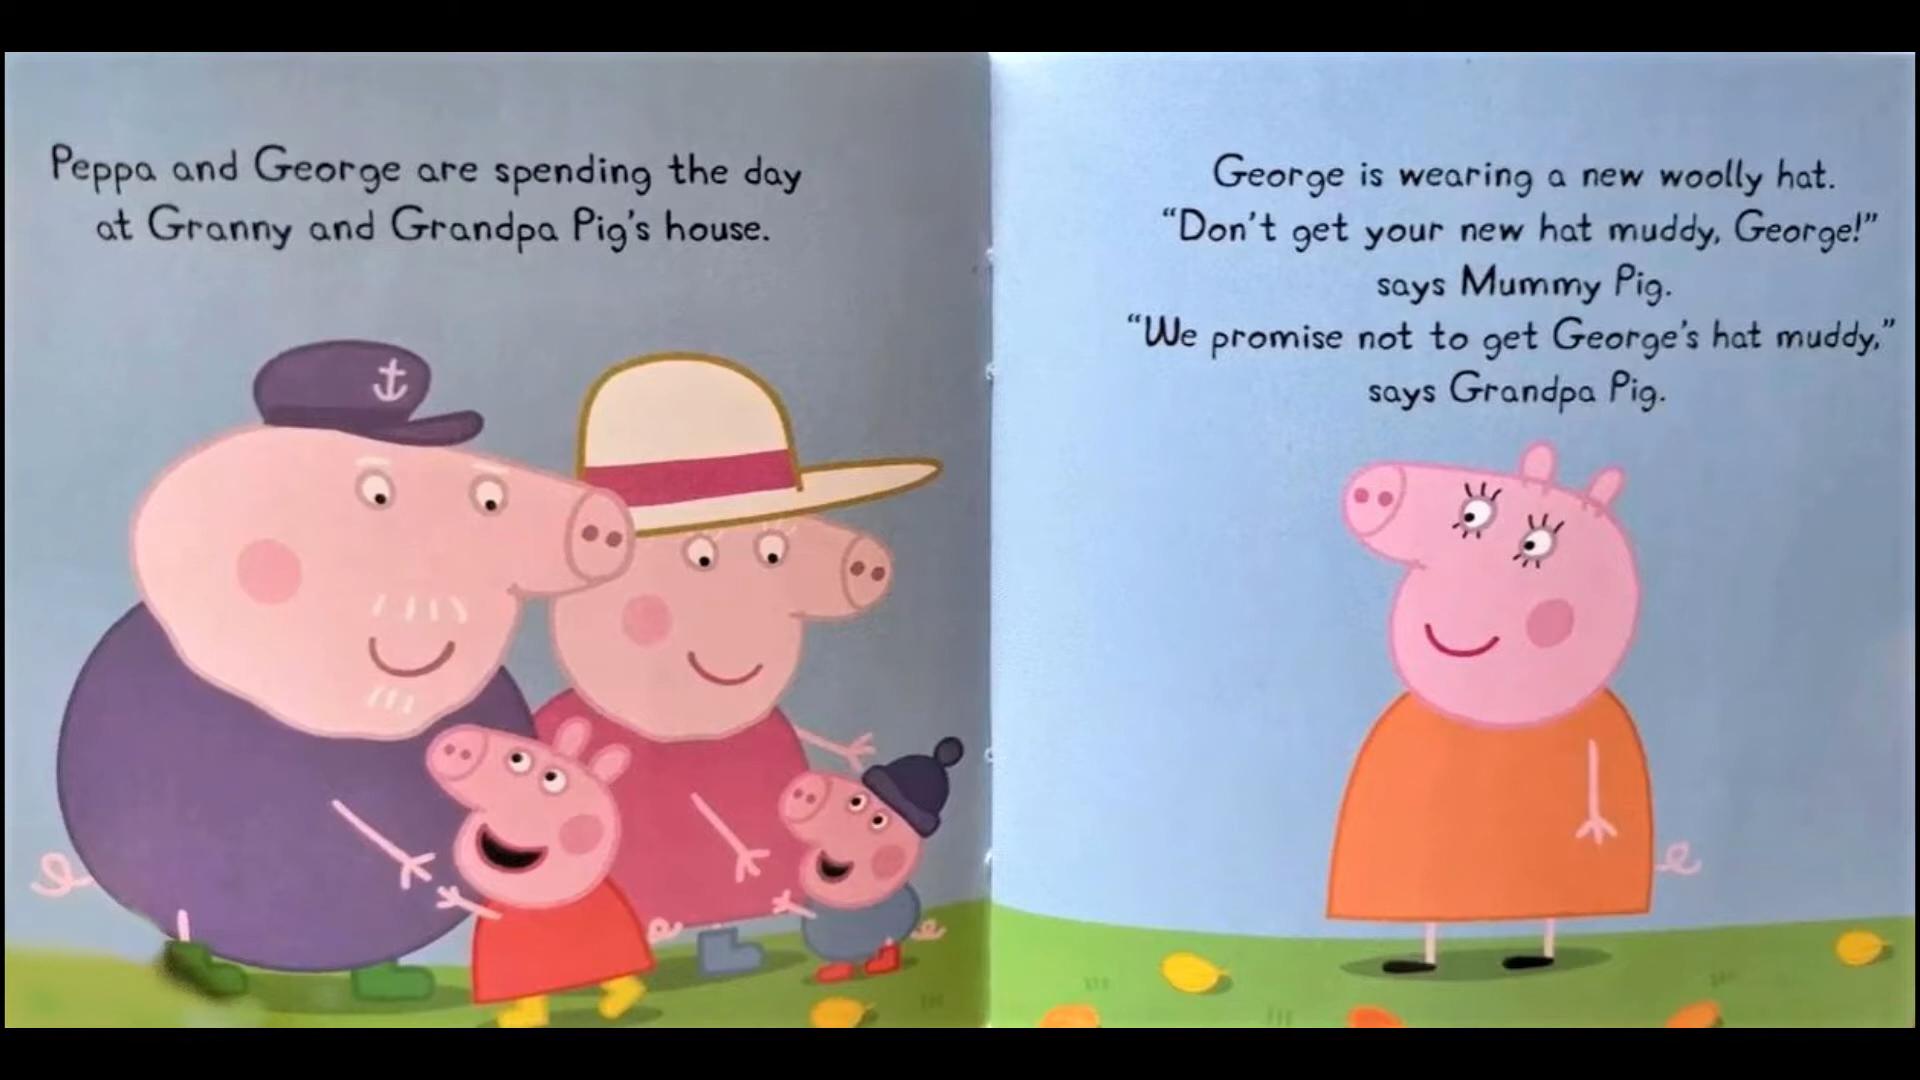 Peppa and George are spending the day
at Granny and Grandpa Pig's house.
George is wearing a new woolly hat.
“Don't get your new hat muddy, George!”
says Mummy Pig.
“We promise not to get George's hat muddy,”
says Grandpa Pig.